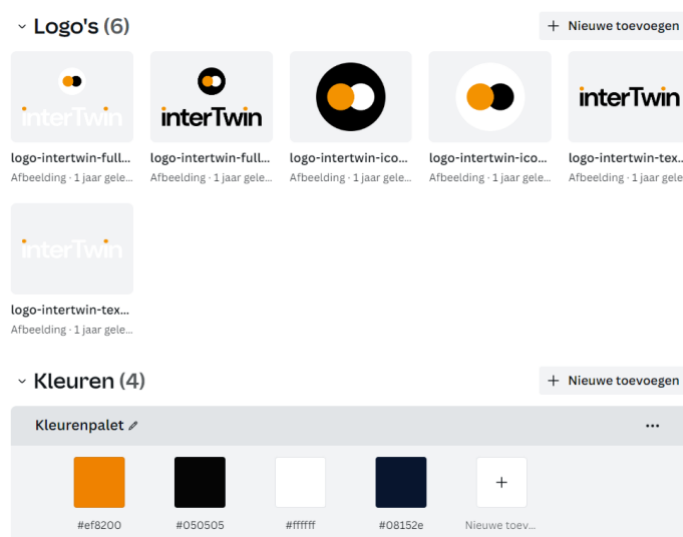 Logo's (6)
+ Nieuwe toevoegen
interTwin
interTwin
interTwin
logo-intertwin-full...
logo-intertwin-full...
logo-intertwin-ico...
logo-intertwin-ico...
logo-intertwin-tex...
Afbeelding · 1 jaar gele...
Afbeelding · 1 jaar gele...
Afbeelding · 1 jaar gele...
Afbeelding · 1 jaar gele...
Afbeelding · 1 jaar gele
interTwin
logo-intertwin-tex...
Afbeelding · 1 jaar gele...
Kleuren (4)
+ Nieuwe toevoegen
Kleurenpalet
...
+
#ef8200
#050505
#ffffff
#08152e
Nieuwe toev...